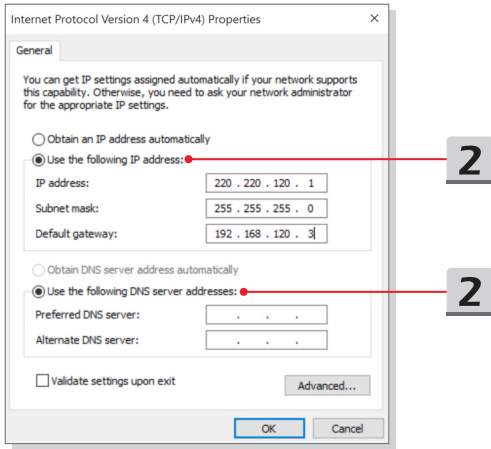 Internet Protocol Version 4 (TCP/IPv4) Properties
General
You can get IP settings assigned automatically if your network supports
this capability. Otherwise, you need to ask your network administrator
for the appropriate IP settings.
Obtain an IP address automatically
Use the following IP address:
2
IP address: 220 . 220 . 120 . 1
Subnet mask: 255 . 255 . 255 . 0
Default gateway: 192 . 168 . 120 . 3
Obtain DNS server address automatically
Use the following DNS server addresses:
2
Preferred DNS server: . . .
Alternate DNS server: . . .
Validate settings upon exit
Advanced...
OK Cancel